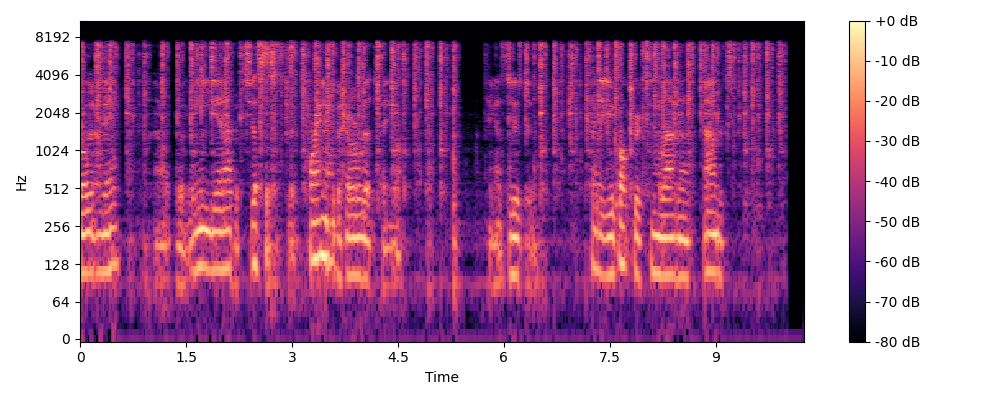 +0 dB
8192
-10 dB
4096
-20 dB
2048
-30 dB
1024
-40 dB
Hz
512
-50 dB
256
-60 dB
128
-70 dB
64
0
-80 dB
0 1.5 3 4.5 6 7.5 9
Time